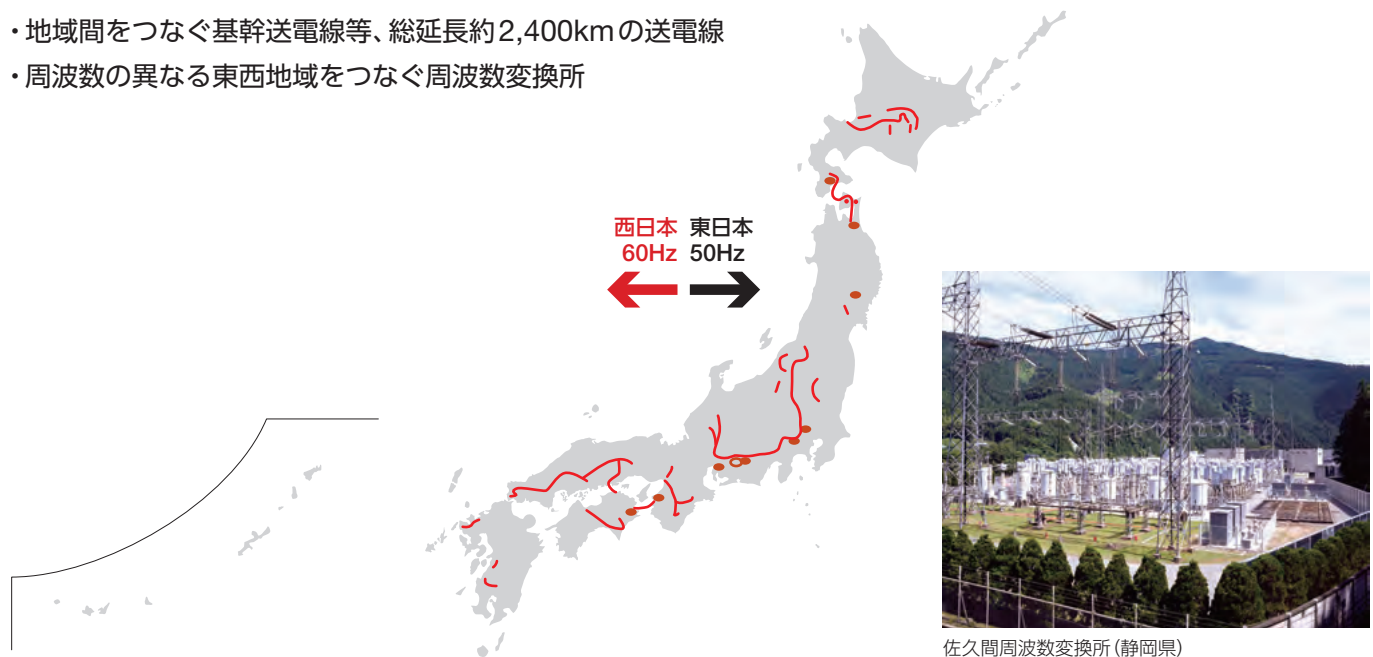 ・地域間をつなぐ基幹送電線等、総延長約2,400kmの送電線
・周波数の異なる東西地域をつなぐ周波数変換所
西日本 東日本
60Hz 50Hz
佐久間周波数変換所(静岡県)